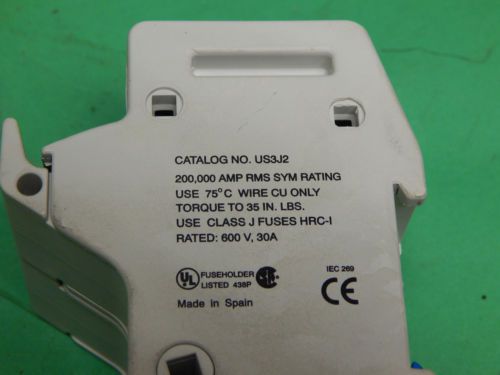 CATALOG NO. US3J2
200,000 AMP RMS SYM RATING
USE 75°C WIRE CU ONLY
TORQUE TO 35 IN. LBS.
USE CLASS J FUSES HRC-I
RATED: 600 V, 30A
UL FUSEHOLDER LISTED 438P
IEC 269
CE
Made in Spain